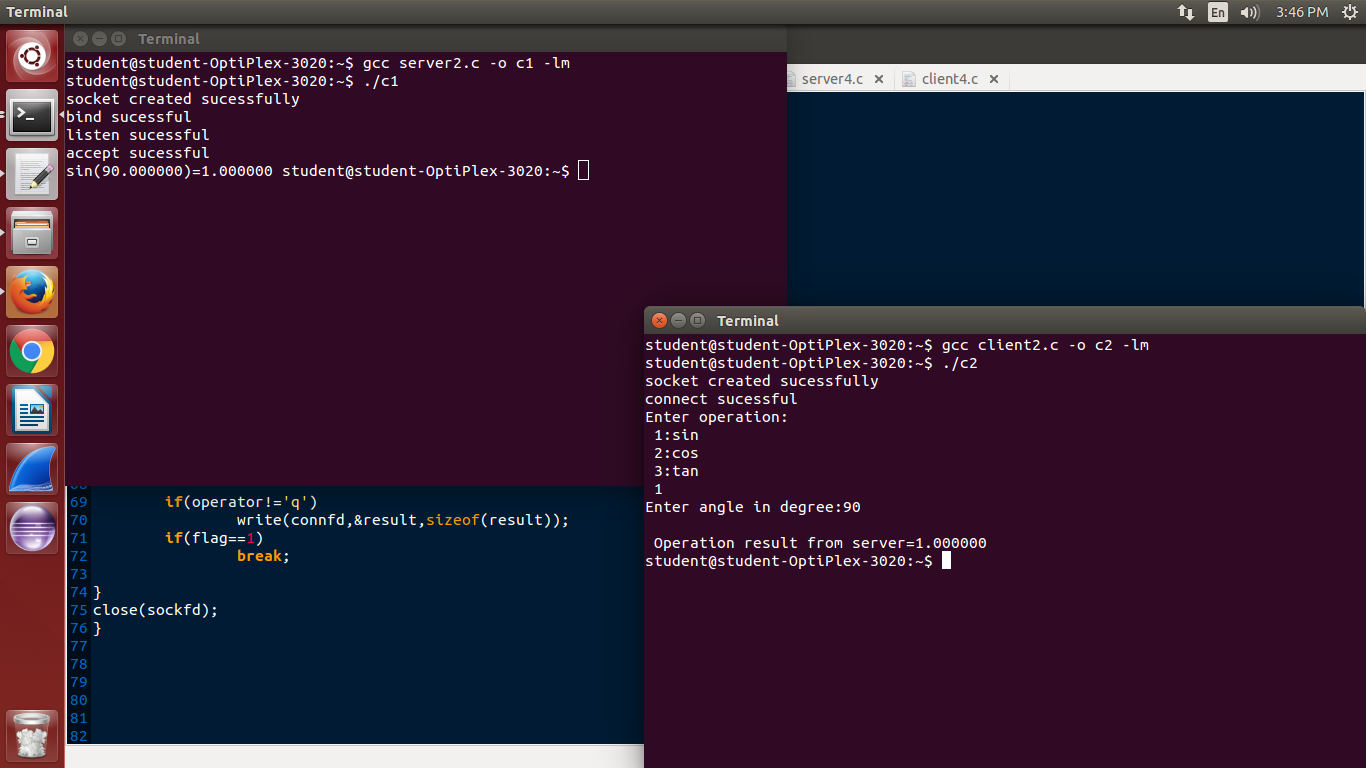 Terminal
En
3:46 PM
Terminal
student@student-OptiPlex-3020:~$ gcc server2.c -o c1 -lm
student@student-OptiPlex-3020:~$ ./c1
socket created sucessfully
bind sucessful
listen sucessful
accept sucessful
sin(90.000000)=1.000000 student@student-OptiPlex-3020:~$
server4.c
client4.c
Terminal
student@student-OptiPlex-3020:~$ gcc client2.c -o c2 -lm
student@student-OptiPlex-3020:~$ ./c2
socket created sucessfully
connect sucessful
Enter operation:
1:sin
2:cos
3:tan
1
Enter angle in degree:90
Operation result from server=1.000000
student@student-OptiPlex-3020:~$
69 if(operator!='q')
70 write(connfd,&result,sizeof(result));
71 if(flag==1)
72 break;
73
74 }
75 close(sockfd);
76 }
77
78
79
80
81
82